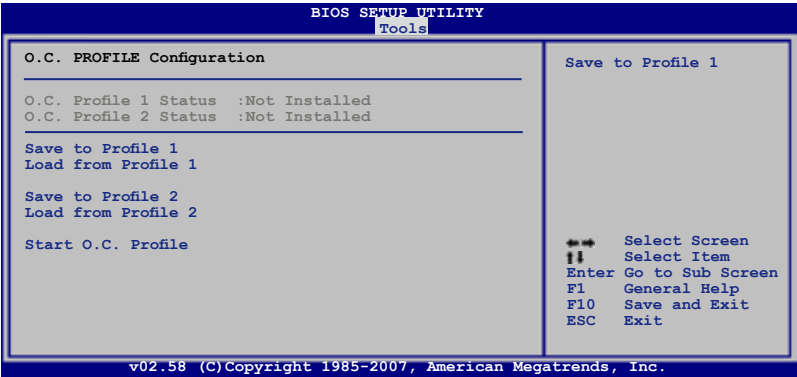 BIOS SETUP UTILITY
Tools
O.C. PROFILE Configuration
O.C. Profile 1 Status :Not Installed
O.C. Profile 2 Status :Not Installed
Save to Profile 1
Load from Profile 1
Save to Profile 2
Load from Profile 2
Start O.C. Profile
Save to Profile 1
←→ Select Screen
↑↓ Select Item
Enter Go to Sub Screen
F1 General Help
F10 Save and Exit
ESC Exit
v02.58 (C)Copyright 1985-2007, American Megatrends, Inc.